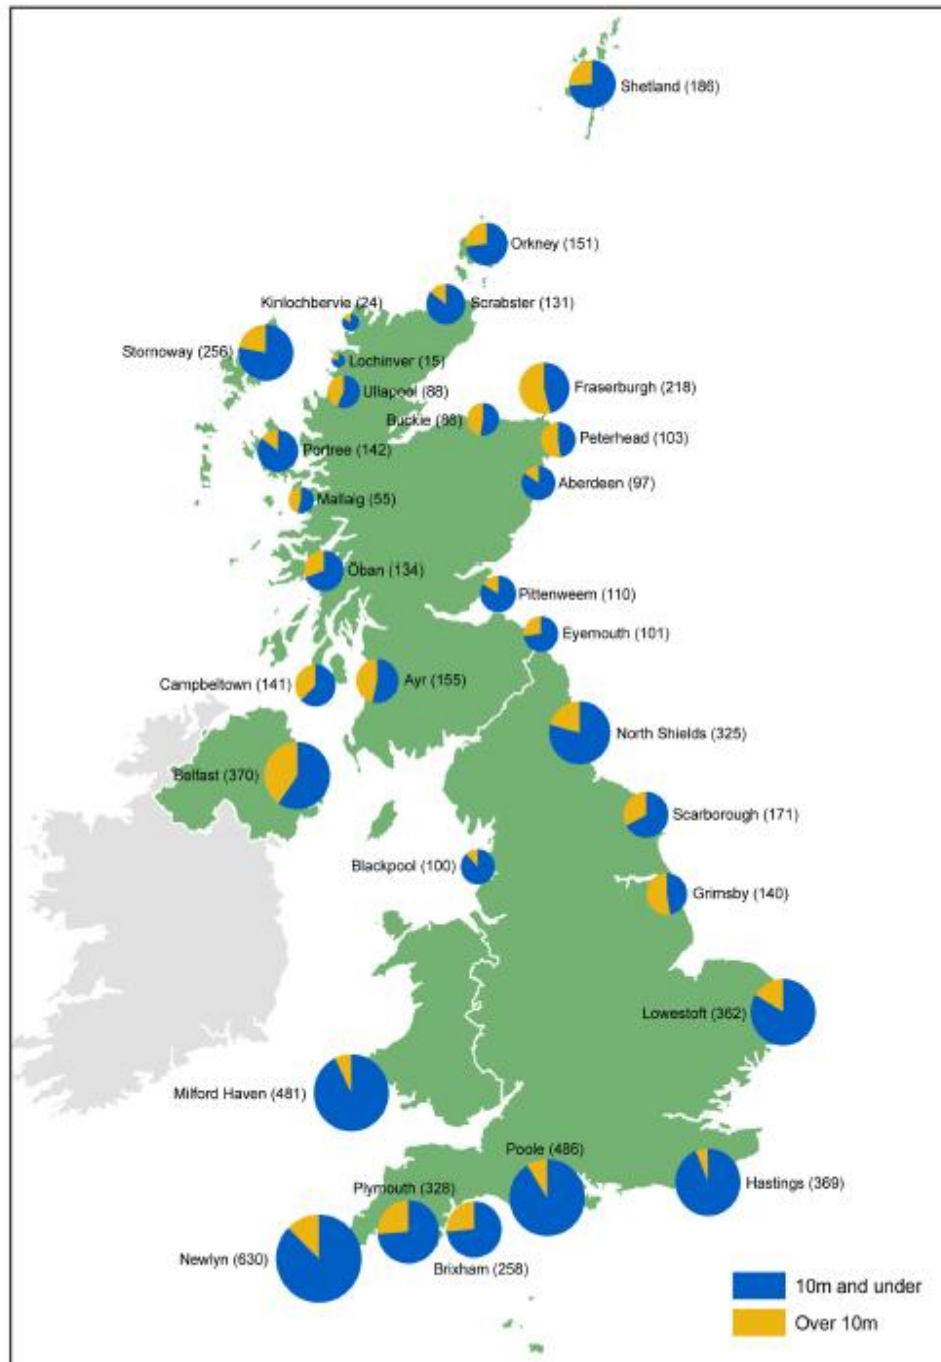 Shetland (186)
Orkney (151)
Kinlochbervie (24)
Scrabster (131)
Stornoway (256)
Lochinver (15)
Ullapool (88)
Fraserburgh (218)
Buckie (88)
Peterhead (103)
Portree (142)
Aberdeen (97)
Mallaig (55)
Oban (134)
Pittenweem (110)
Eyemouth (101)
Campbeltown (141)
Ayr (155)
North Shields (325)
Belfast (370)
Scarborough (171)
Blackpool (100)
Grimsby (140)
Lowestoft (362)
Milford Haven (481)
Poole (486)
Plymouth (328)
Hastings (369)
Newlyn (630)
Brixham (258)
10m and under
Over 10m